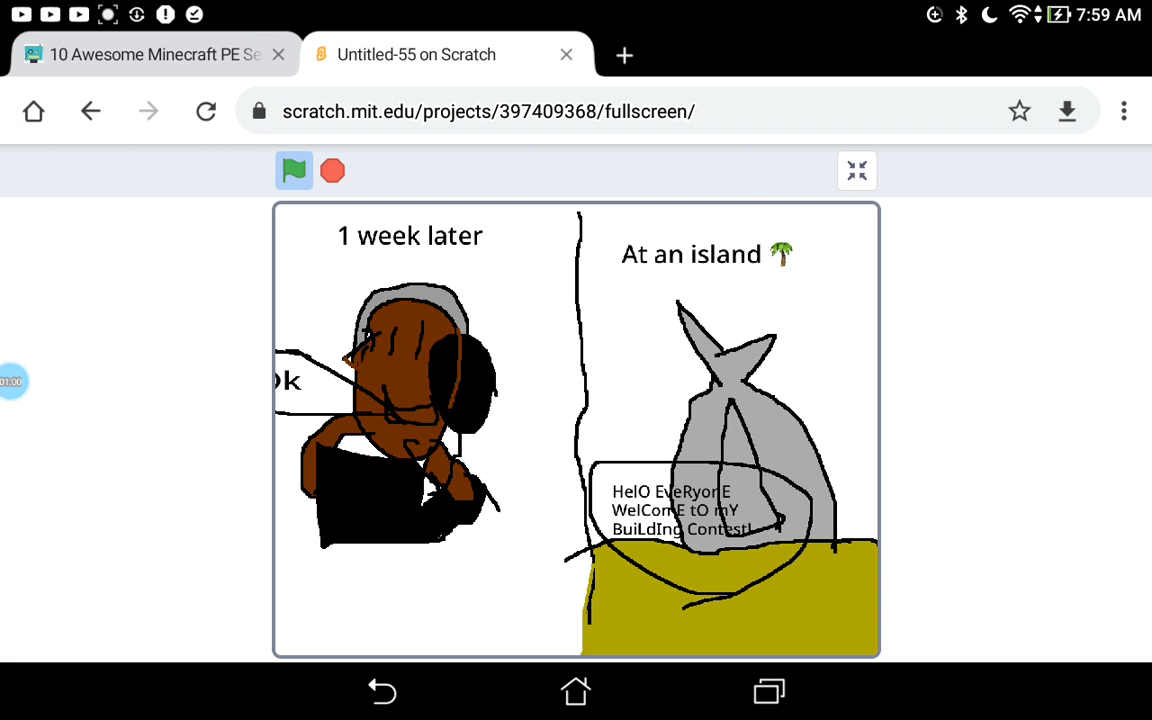 7:59 AM
10 Awesome Minecraft PE Se
Untitled-55 on Scratch
scratch.mit.edu/projects/397409368/fullscreen/
1 week later
At an island 🌴
Ok
01:00
HelO EveRyonE
WelComE tO mY
BuiLdIng Contest!